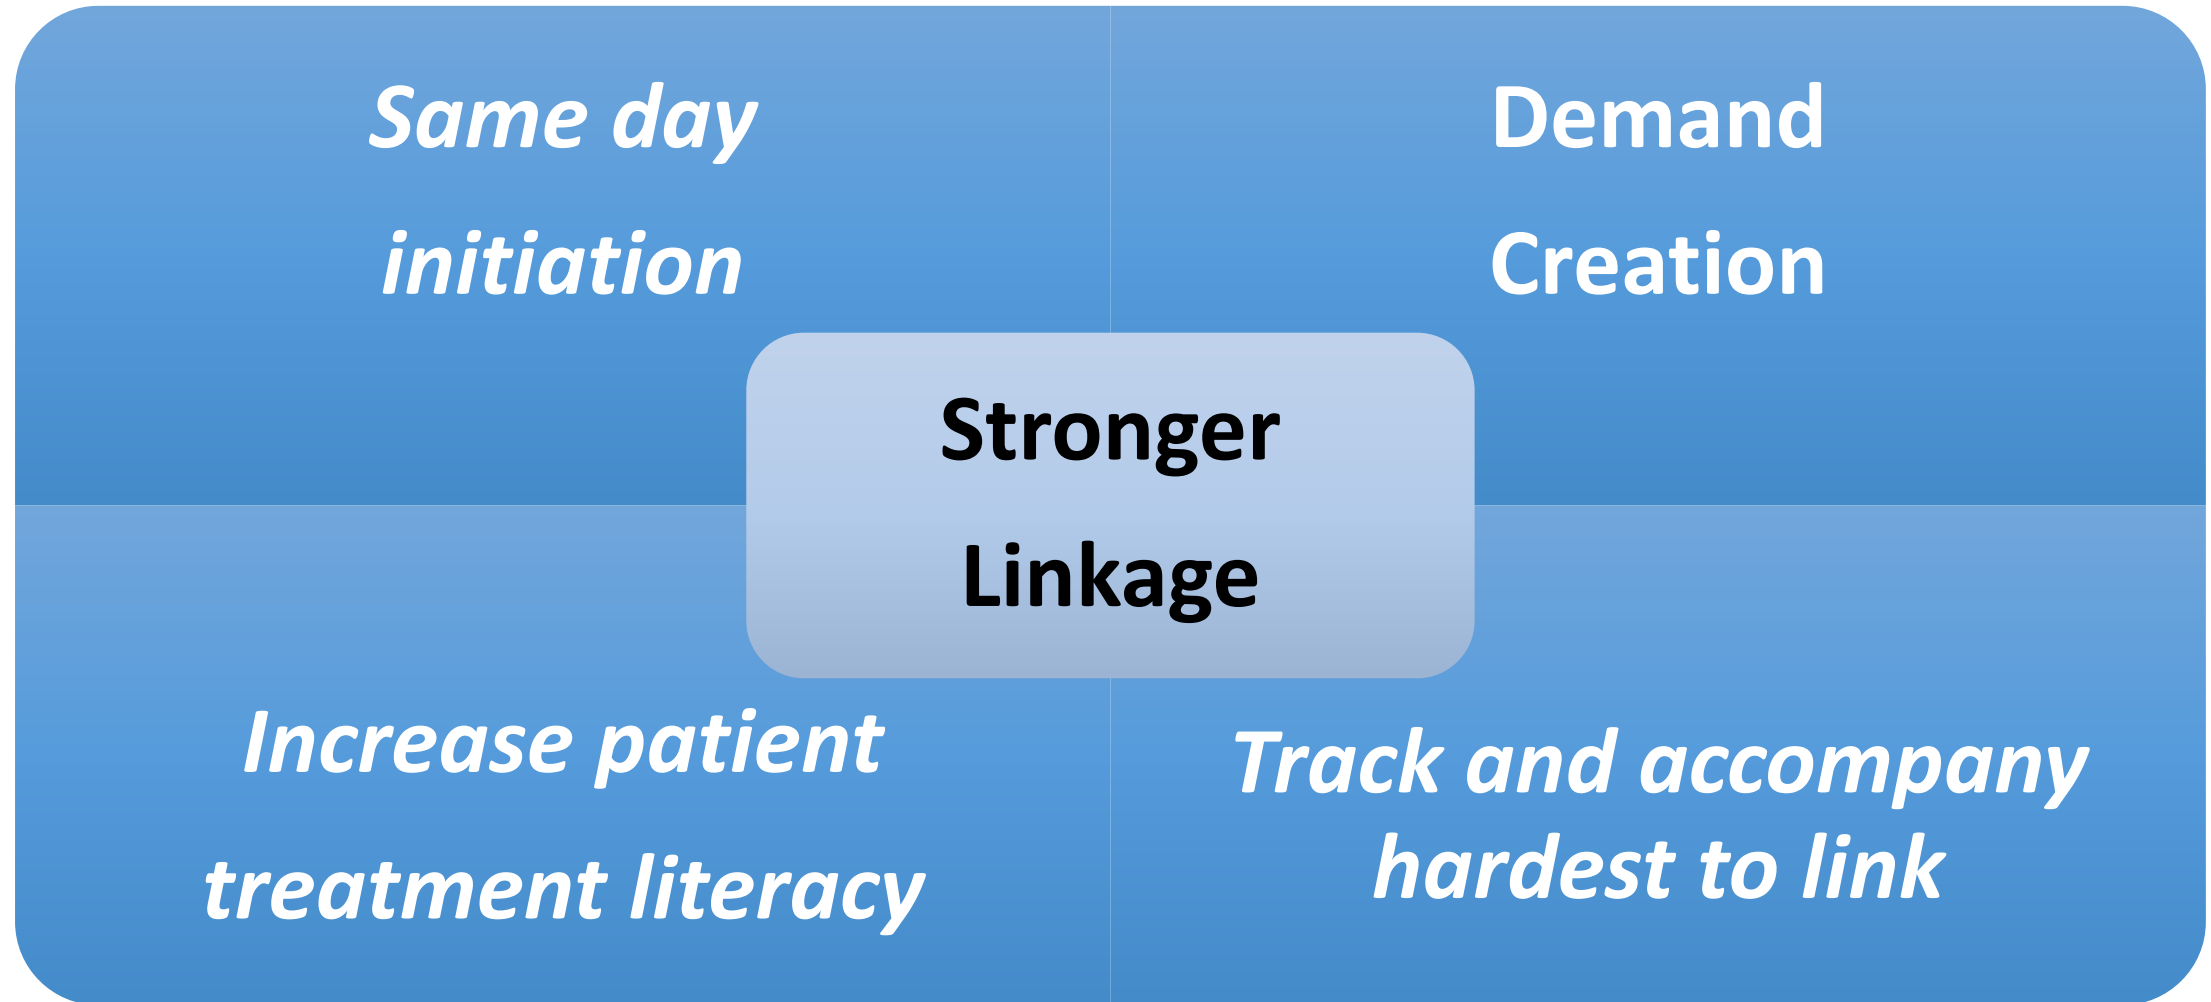 Same day
initiation
Demand
Creation
Stronger
Linkage
Increase patient
treatment literacy
Track and accompany
hardest to link